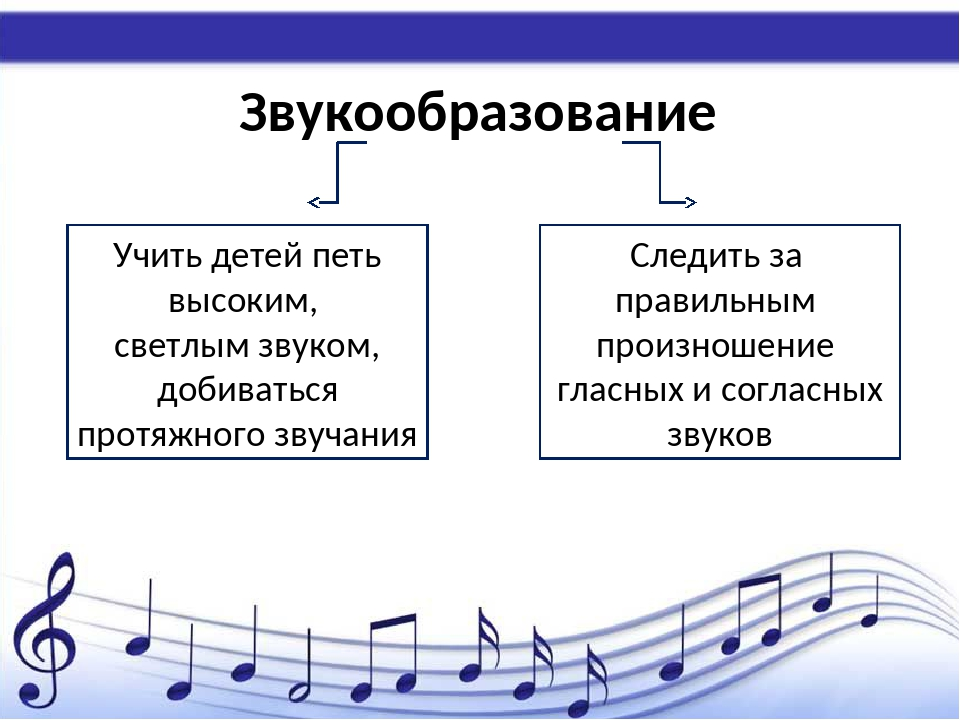 Звукообразование
Учить детей петь
высоким,
светлым звуком,
добиваться
протяжного звучания
Следить за
правильным
произношение
гласных и согласных
звуков